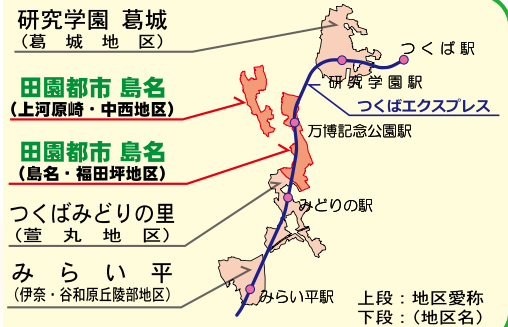 研究学園 葛城
（葛城地区）
つくば駅
研究学園駅
田園都市 島名
（上河原崎・中西地区）
つくばエクスプレス
万博記念公園駅
田園都市 島名
（島名・福田坪地区）
つくばみどりの里
（萱丸地区）
みどりの駅
みらい平
（伊奈・谷和原丘陵部地区）
みらい平駅
上段：地区愛称
下段：（地区名）